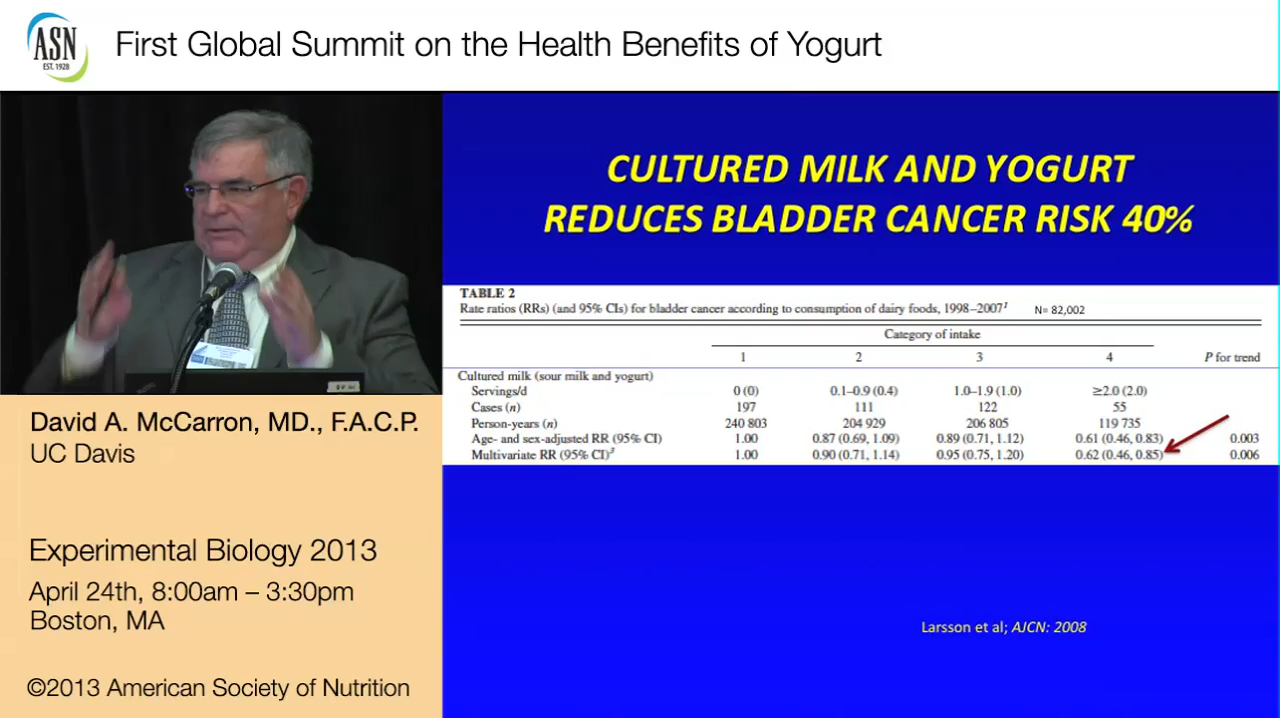 ASN
EST. 1928
First Global Summit on the Health Benefits of Yogurt
CULTURED MILK AND YOGURT
REDUCES BLADDER CANCER RISK 40%
TABLE 2
Rate ratios (RRs) (and 95% CIs) for bladder cancer according to consumption of dairy foods, 1998–2007¹ N= 82,002
Category of intake
1 2 3 4 P for trend
Cultured milk (sour milk and yogurt)
Servings/d 0 (0) 0.1–0.9 (0.4) 1.0–1.9 (1.0) ≥2.0 (2.0)
Cases (n) 197 111 122 55
Person-years (n) 240 803 204 929 206 805 119 735
Age- and sex-adjusted RR (95% CI) 1.00 0.87 (0.69, 1.09) 0.89 (0.71, 1.12) 0.61 (0.46, 0.83) 0.003
Multivariate RR (95% CI)² 1.00 0.90 (0.71, 1.14) 0.95 (0.75, 1.20) 0.62 (0.46, 0.85) 0.006
Larsson et al; AJCN: 2008
David A. McCarron, MD., F.A.C.P.
UC Davis
Experimental Biology 2013
April 24th, 8:00am – 3:30pm
Boston, MA
©2013 American Society of Nutrition